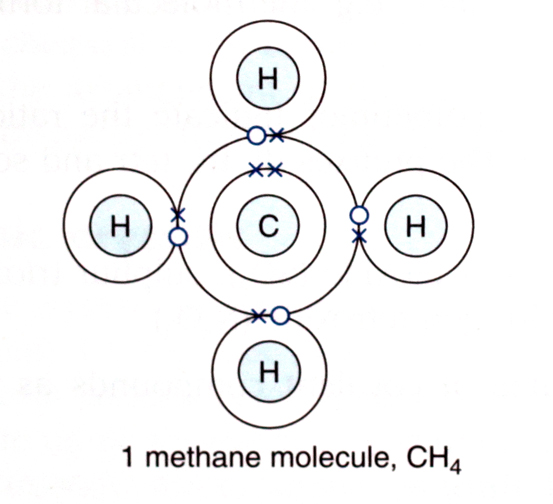 H
H C H
H
1 methane molecule, CH₄